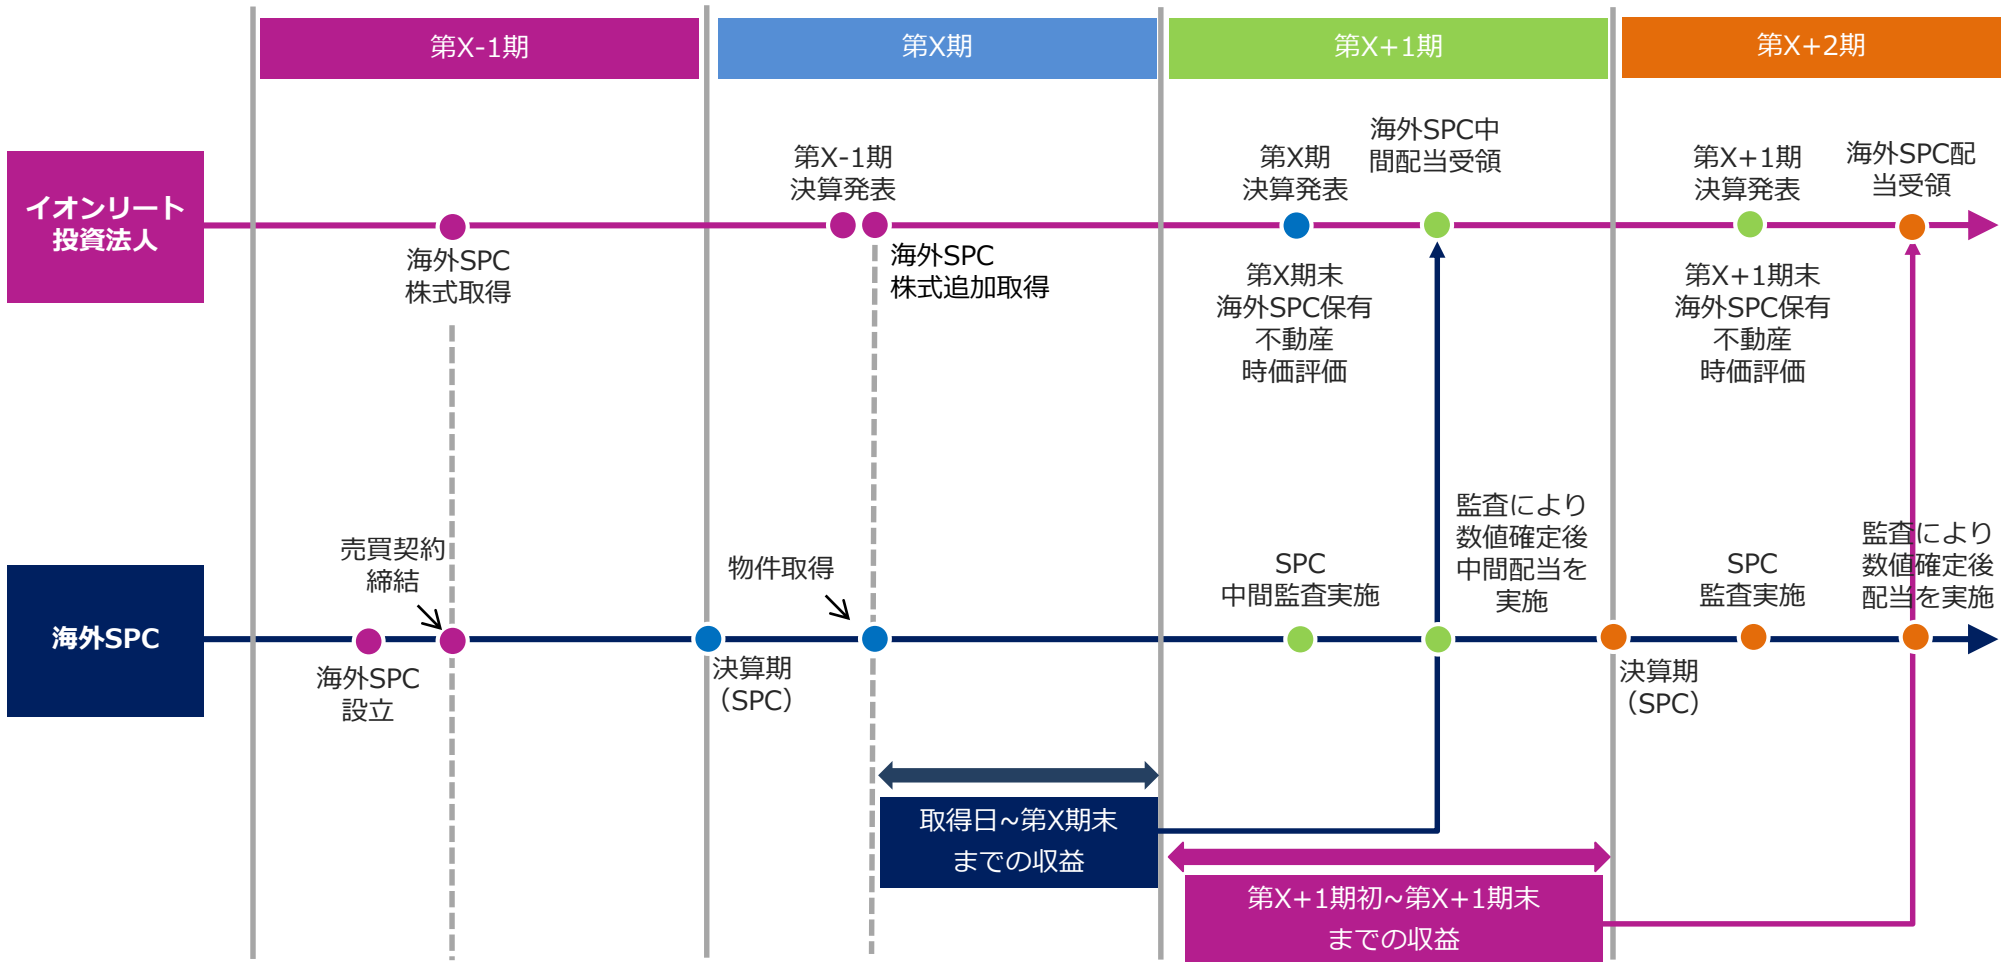 第X-1期
第X期
第X+1期
第X+2期
イオンリート
投資法人
第X-1期
決算発表
第X期
決算発表
海外SPC中
間配当受領
第X+1期
決算発表
海外SPC配
当受領
海外SPC
株式取得
海外SPC
株式追加取得
第X期末
海外SPC保有
不動産
時価評価
第X+1期末
海外SPC保有
不動産
時価評価
海外SPC
売買契約
締結
物件取得
SPC
中間監査実施
監査により
数値確定後
中間配当を
実施
SPC
監査実施
監査により
数値確定後
配当を実施
海外SPC
設立
決算期
（SPC）
決算期
（SPC）
取得日~第X期末
までの収益
第X+1期初~第X+1期末
までの収益